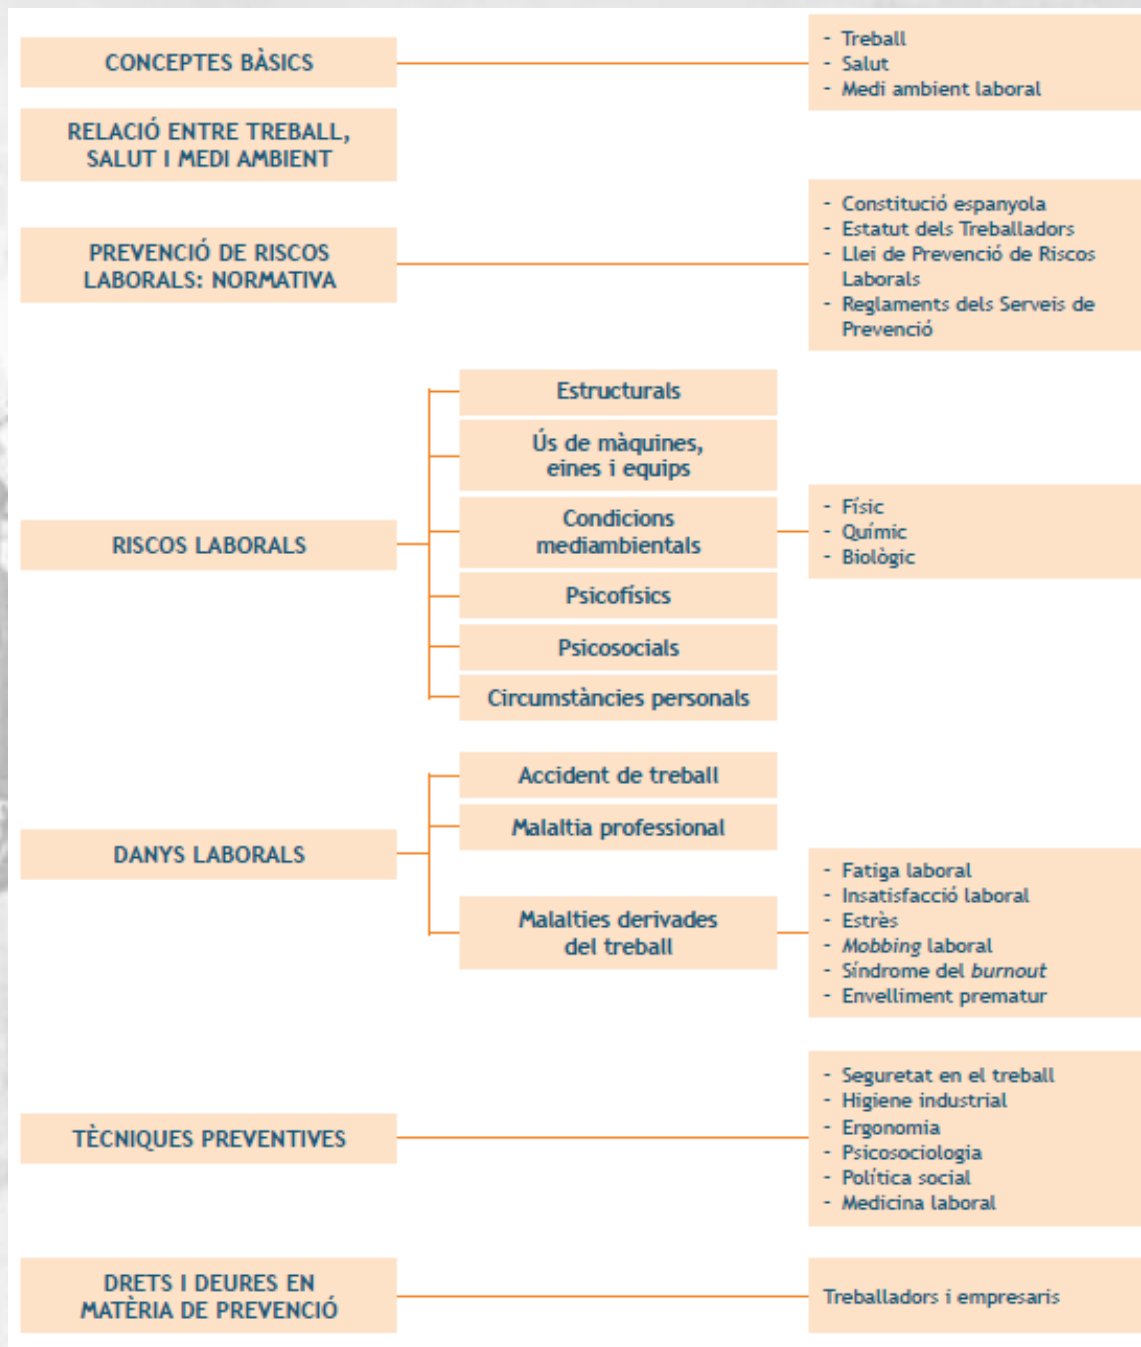 CONCEPTES BÀSICS
- Treball
- Salut
- Medi ambient laboral
RELACIÓ ENTRE TREBALL,
SALUT I MEDI AMBIENT
PREVENCIÓ DE RISCOS
LABORALS: NORMATIVA
- Constitució espanyola
- Estatut dels Treballadors
- Llei de Prevenció de Riscos
Laborals
- Reglaments dels Serveis de
Prevenció
RISCOS LABORALS
Estructurals
Ús de màquines,
eines i equips
Condicions
mediambientals
- Físic
- Químic
- Biològic
Psicofísics
Psicosocials
Circumstàncies personals
DANYS LABORALS
Accident de treball
Malaltia professional
Malalties derivades
del treball
- Fatiga laboral
- Insatisfacció laboral
- Estrès
- Mobbing laboral
- Síndrome del burnout
- Envelliment prematur
TÈCNIQUES PREVENTIVES
- Seguretat en el treball
- Higiene industrial
- Ergonomia
- Psicosociologia
- Política social
- Medicina laboral
DRETS I DEURES EN
MATÈRIA DE PREVENCIÓ
Treballadors i empresaris